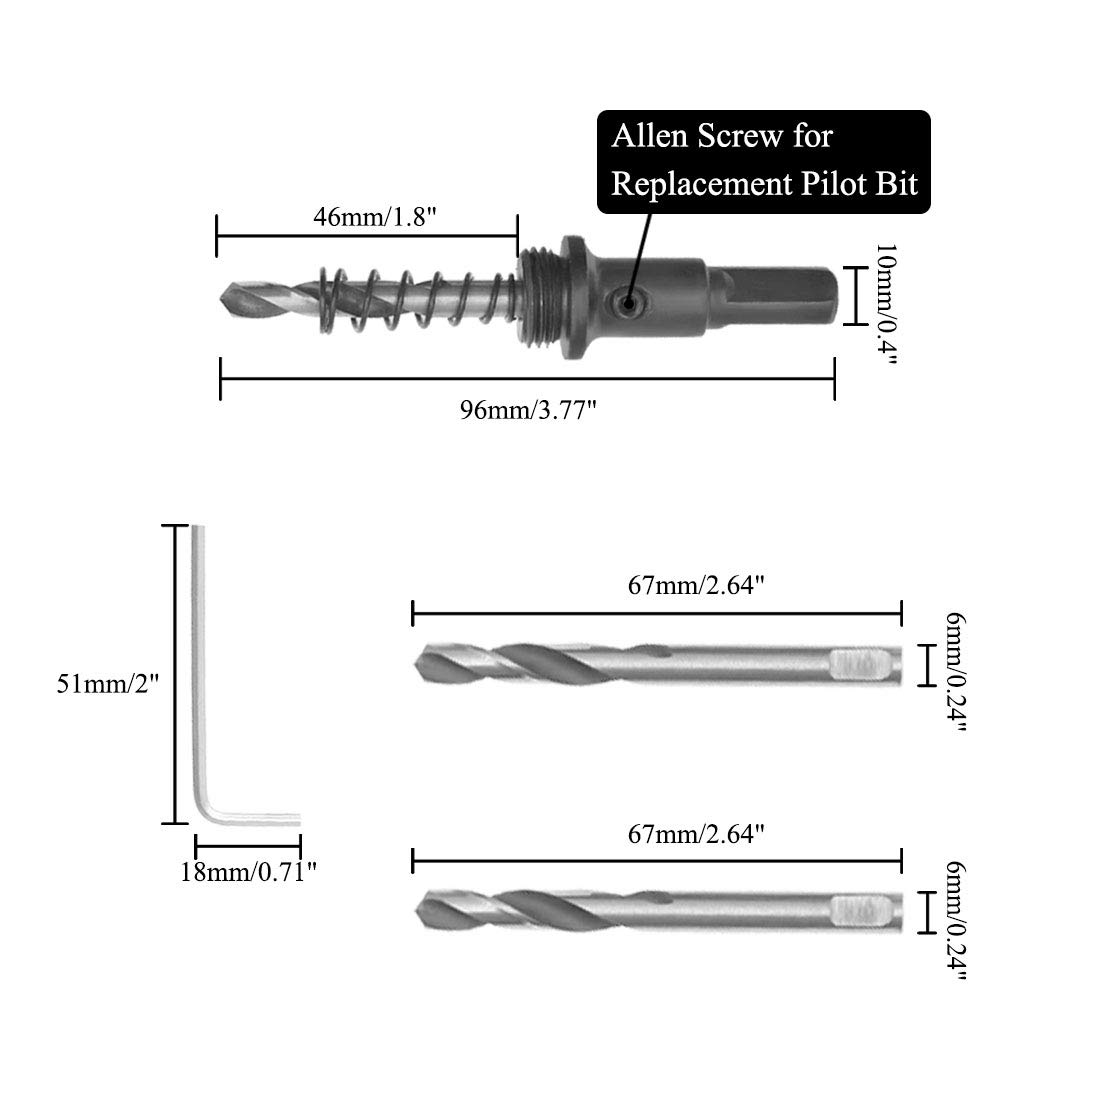 Allen Screw for
Replacement Pilot Bit
46mm/1.8"
10mm/0.4"
96mm/3.77"
51mm/2"
18mm/0.71"
67mm/2.64"
6mm/0.24"
67mm/2.64"
6mm/0.24"